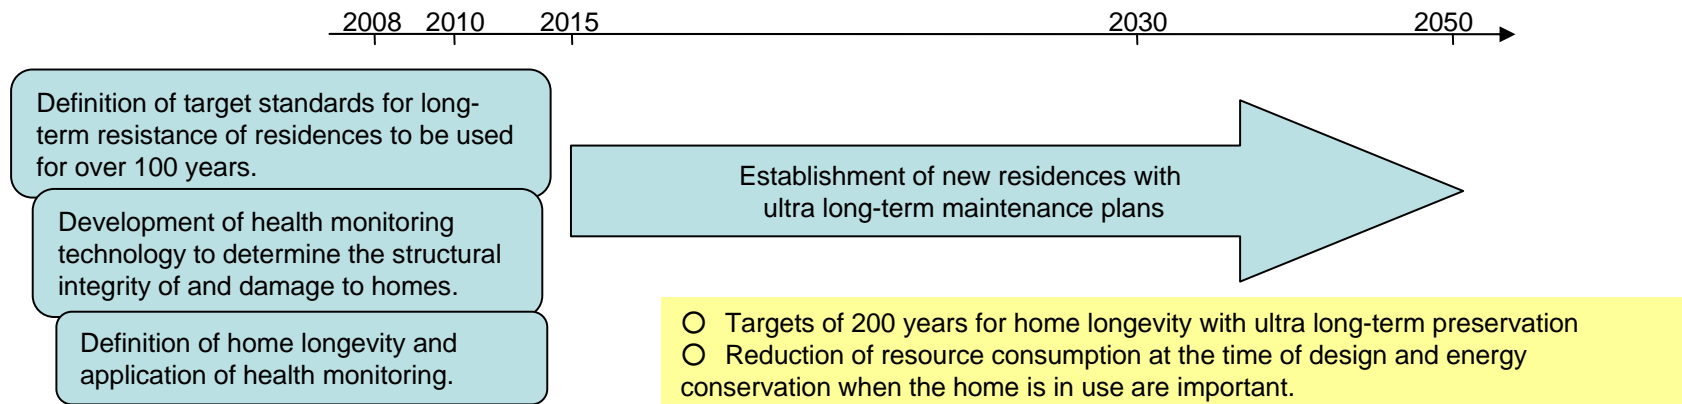 2008 2010 2015 2030 2050
Definition of target standards for long-
term resistance of residences to be used
for over 100 years.
Development of health monitoring
technology to determine the structural
integrity of and damage to homes.
Definition of home longevity and
application of health monitoring.
Establishment of new residences with
ultra long-term maintenance plans
○ Targets of 200 years for home longevity with ultra long-term preservation
○ Reduction of resource consumption at the time of design and energy
conservation when the home is in use are important.